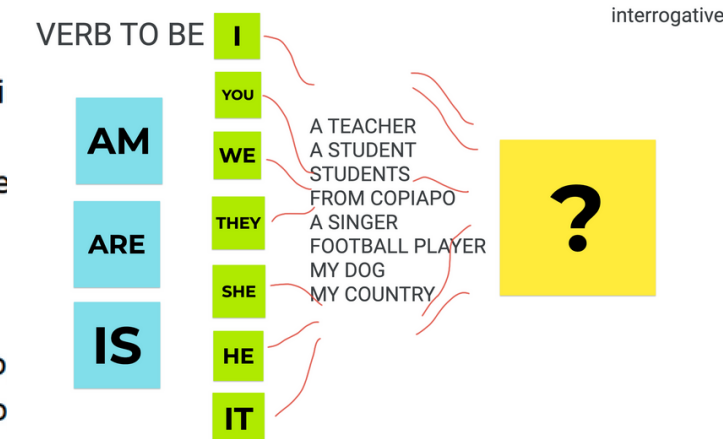 interrogative
VERB TO BE
I
YOU
WE
THEY
SHE
HE
IT
AM
ARE
IS
A TEACHER
A STUDENT
STUDENTS
FROM COPIAPO
A SINGER
FOOTBALL PLAYER
MY DOG
MY COUNTRY
?